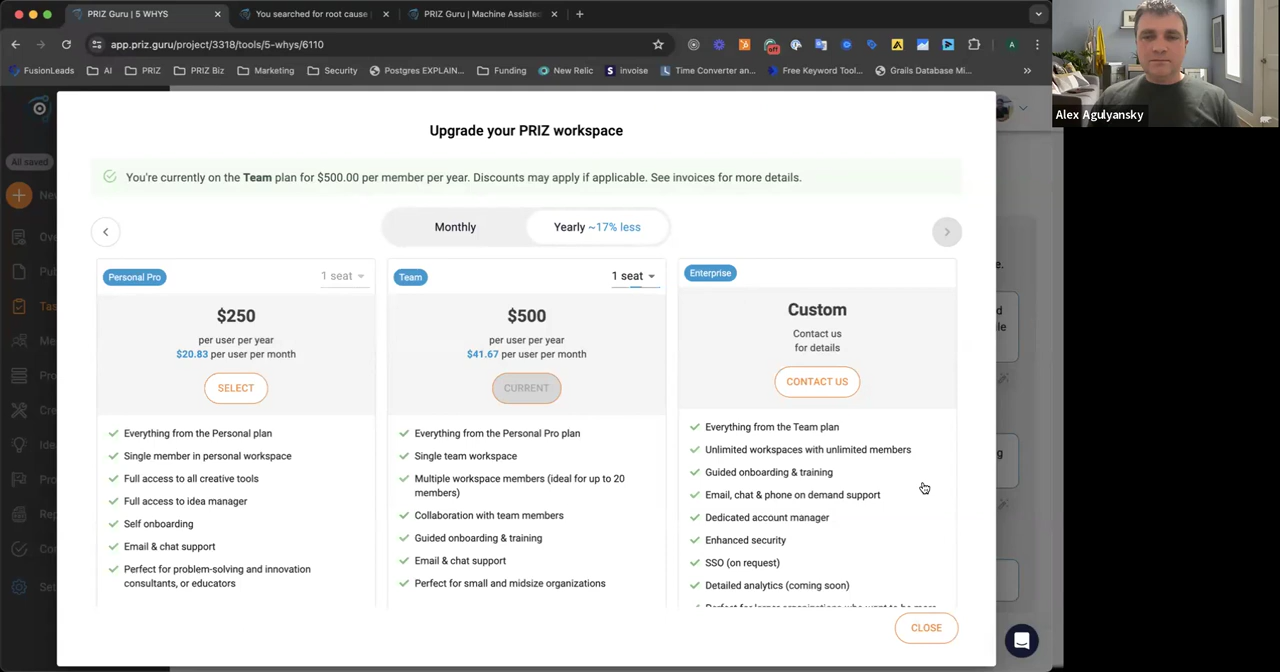 PRIZ Guru | 5 WHYS
You searched for root cause
PRIZ Guru | Machine Assiste
app.priz.guru/project/3318/tools/5-whys/6110
off
A
FusionLeads
AI
PRIZ
PRIZ Biz
Marketing
Security
Postgres EXPLAIN...
Funding
New Relic
invoise
Time Converter an...
Free Keyword Tool...
Grails Database Mi...
Alex Agulyansky
All saved
Upgrade your PRIZ workspace
You're currently on the Team plan for $500.00 per member per year. Discounts may apply if applicable. See invoices for more details.
Monthly
Yearly ~17% less
Personal Pro
1 seat
$250
per user per year
$20.83 per user per month
SELECT
Everything from the Personal plan
Single member in personal workspace
Full access to all creative tools
Full access to idea manager
Self onboarding
Email & chat support
Perfect for problem-solving and innovation
consultants, or educators
Team
1 seat
$500
per user per year
$41.67 per user per month
CURRENT
Everything from the Personal Pro plan
Single team workspace
Multiple workspace members (ideal for up to 20
members)
Collaboration with team members
Guided onboarding & training
Email & chat support
Perfect for small and midsize organizations
Enterprise
Custom
Contact us
for details
CONTACT US
Everything from the Team plan
Unlimited workspaces with unlimited members
Guided onboarding & training
Email, chat & phone on demand support
Dedicated account manager
Enhanced security
SSO (on request)
Detailed analytics (coming soon)
CLOSE